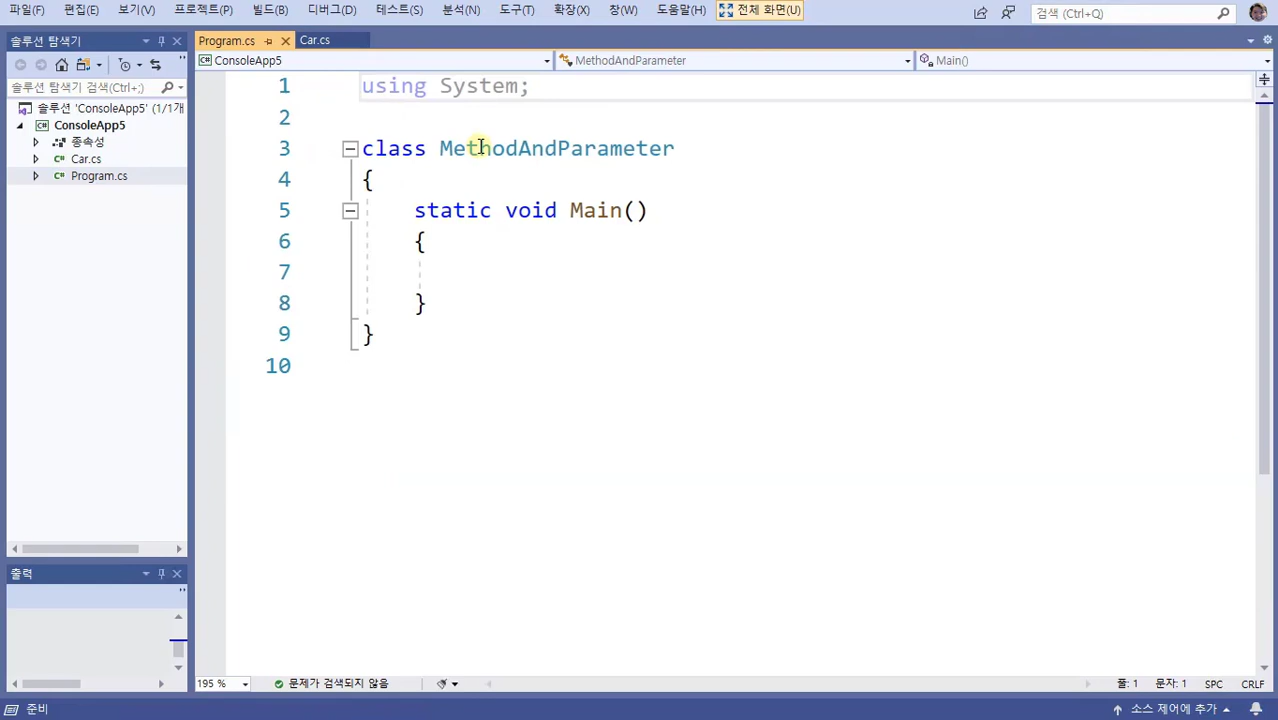 파일(F) 편집(E) 보기(V) 프로젝트(P) 빌드(B) 디버그(D) 테스트(S) 분석(N) 도구(T) 확장(X) 창(W) 도움말(H) 전체 화면(U) 검색 (Ctrl+Q)
솔루션 탐색기
Program.cs Car.cs
ConsoleApp5 MethodAndParameter Main()
솔루션 탐색기 검색(Ctrl+;)
솔루션 'ConsoleApp5' (1/1개
ConsoleApp5
종속성
Car.cs
Program.cs
1 using System;
2
3 class MethodAndParameter
4 {
5 static void Main()
6 {
7
8 }
9 }
10
출력
195 % 문제가 검색되지 않음 줄: 1 문자: 1 SPC CRLF
준비 소스 제어에 추가